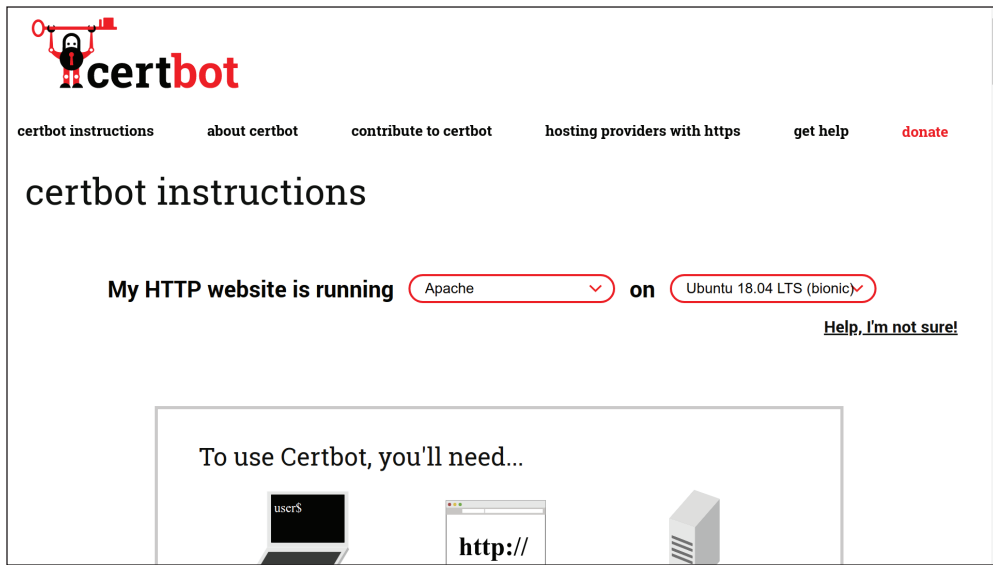 certbot
certbot instructions about certbot contribute to certbot hosting providers with https get help donate
certbot instructions
My HTTP website is running Apache on Ubuntu 18.04 LTS (bionic)
Help, I'm not sure!
To use Certbot, you'll need...
user$
http://